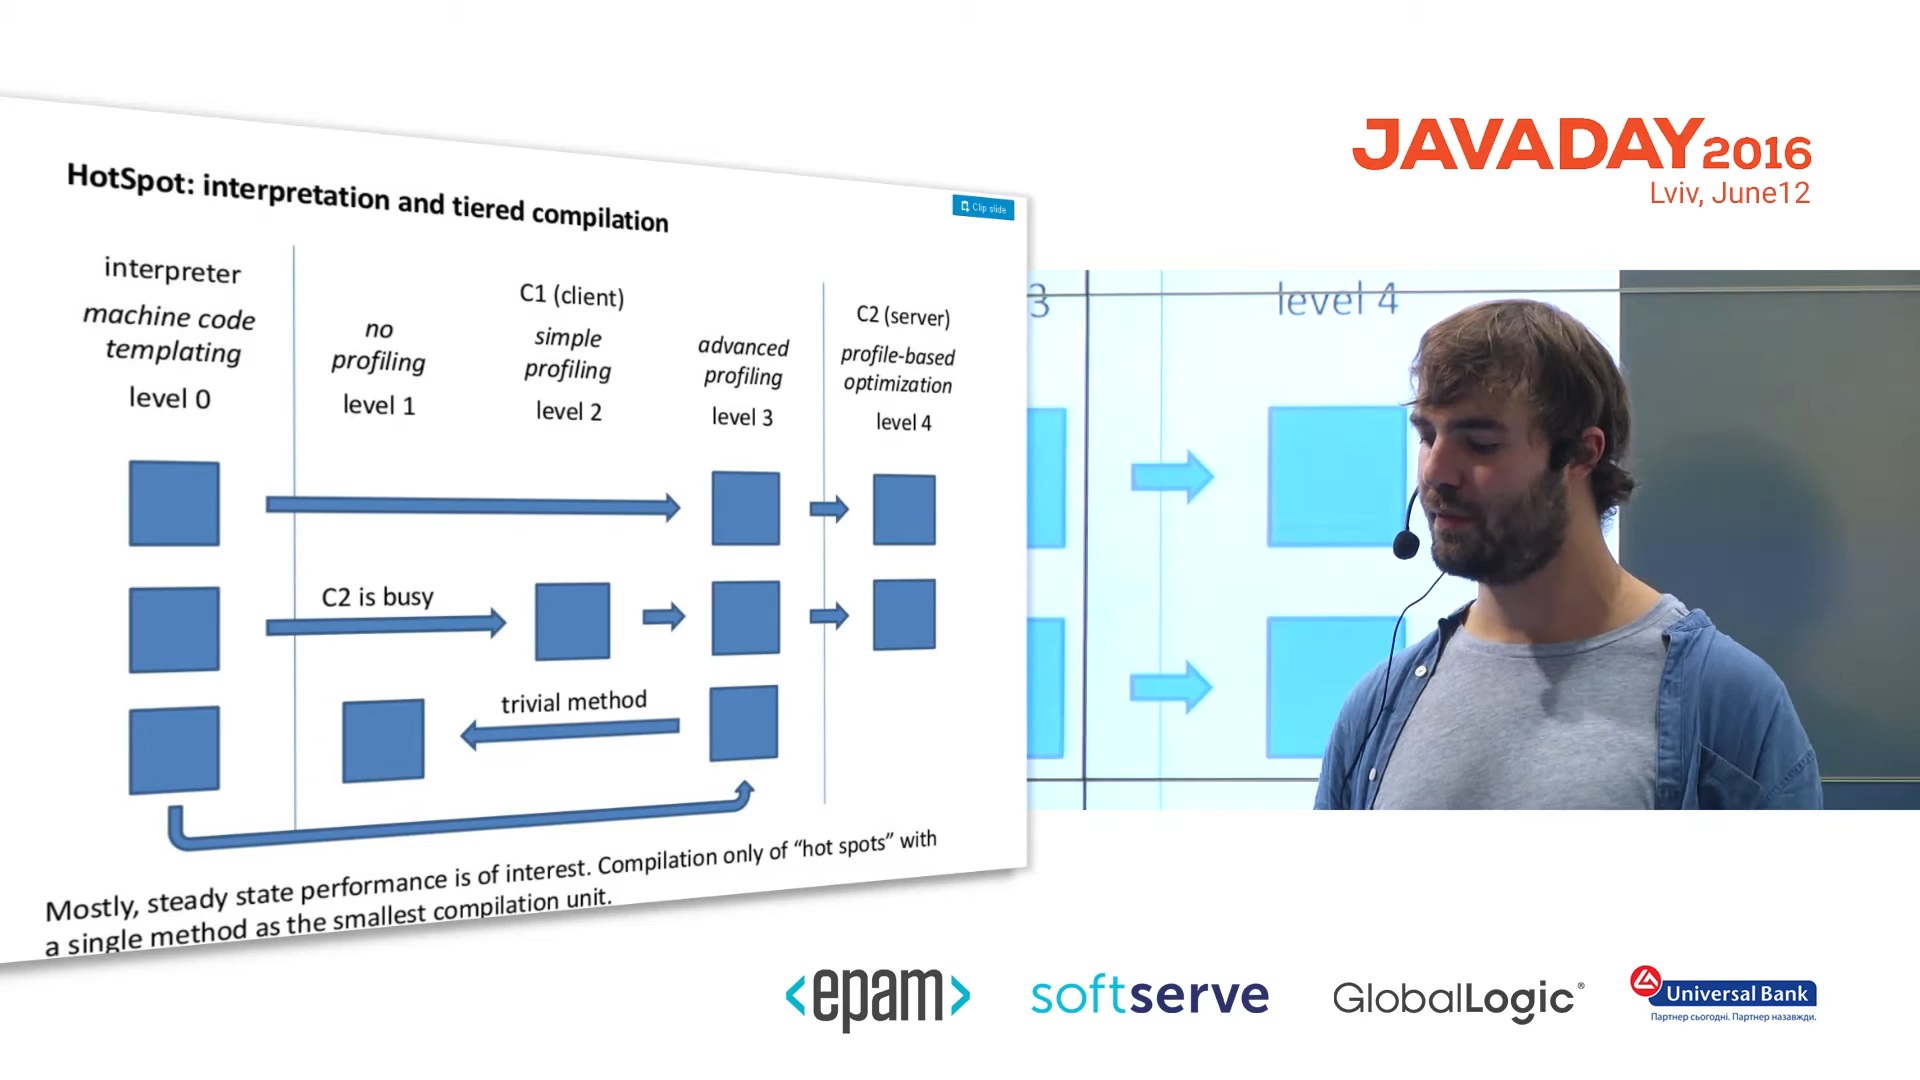 HotSpot: interpretation and tiered compilation
Clip slide
interpreter
machine code
templating
level 0
no
profiling
level 1
C1 (client)
simple
profiling
level 2
advanced
profiling
level 3
C2 (server)
profile-based
optimization
level 4
C2 is busy
trivial method
Mostly, steady state performance is of interest. Compilation only of “hot spots” with
a single method as the smallest compilation unit.
JAVADAY 2016
Lviv, June12
3
level 4
<epam>
softserve
GlobalLogic®
Universal Bank
Партнер сьогодні. Партнер назавжди.